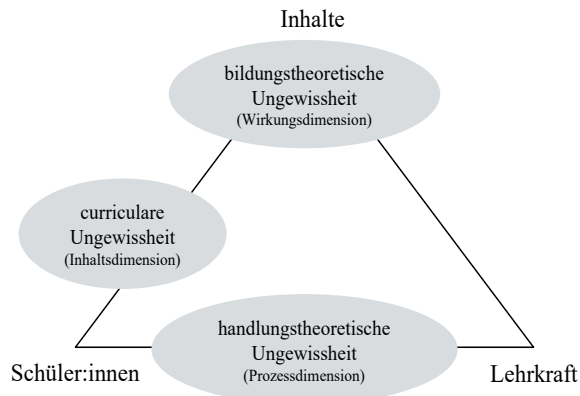 Inhalte
bildungstheoretische
Ungewissheit
(Wirkungsdimension)
curriculare
Ungewissheit
(Inhaltsdimension)
handlungstheoretische
Ungewissheit
(Prozessdimension)
Schüler:innen
Lehrkraft